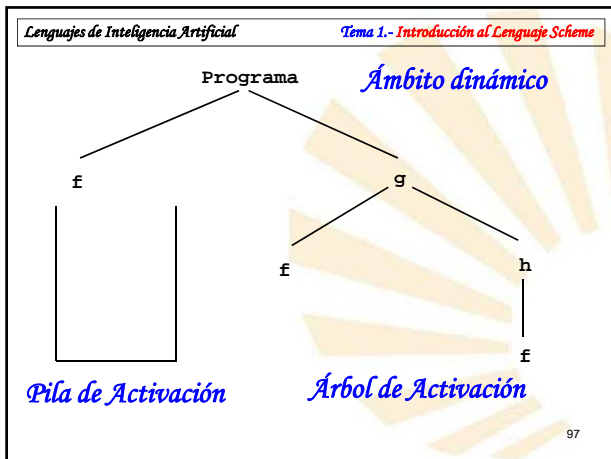 Lenguajes de Inteligencia Artificial Tema 1.- Introducción al Lenguaje Scheme
Programa Ámbito dinámico
f g
f h
f
Pila de Activación Árbol de Activación
97